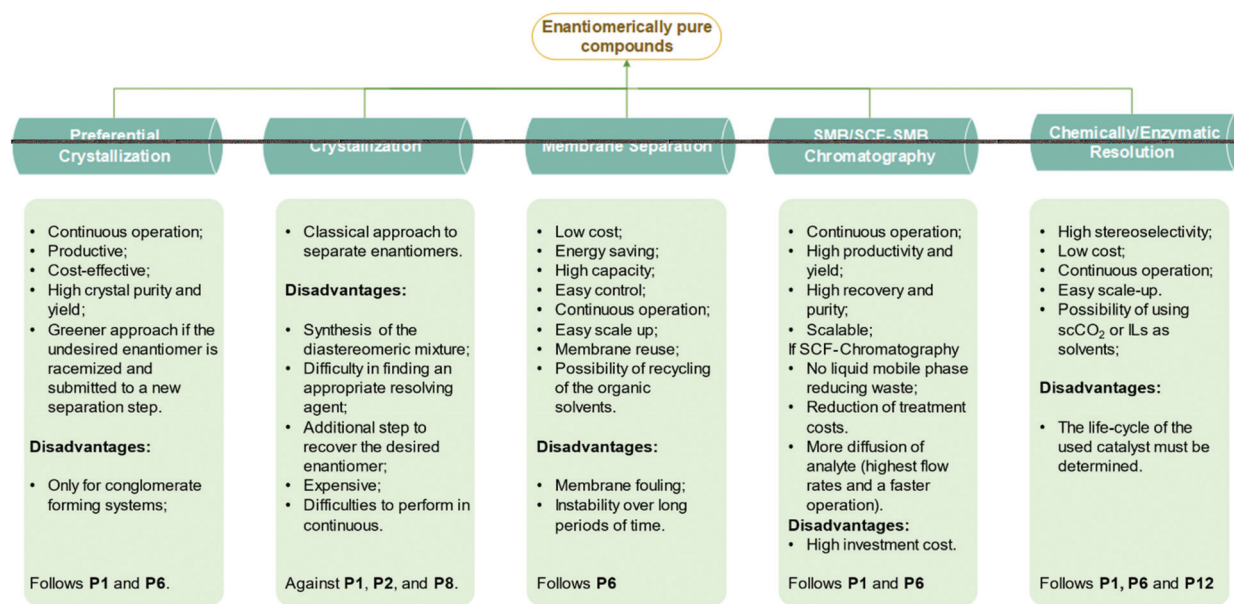 Enantiomerically pure
compounds
Preferential
Crystallization
Crystallization
Membrane Separation
SMB/SCF-SMB
Chromatography
Chemically/Enzymatic
Resolution
• Continuous operation;
• Productive;
• Cost-effective;
• High crystal purity and
yield;
• Greener approach if the
undesired enantiomer is
racemized and
submitted to a new
separation step.
Disadvantages:
• Only for conglomerate
forming systems;
Follows P1 and P6.
• Classical approach to
separate enantiomers.
Disadvantages:
• Synthesis of the
diastereomeric mixture;
• Difficulty in finding an
appropriate resolving
agent;
• Additional step to
recover the desired
enantiomer;
• Expensive;
• Difficulties to perform in
continuous.
Against P1, P2, and P8.
• Low cost;
• Energy saving;
• High capacity;
• Easy control;
• Continuous operation;
• Easy scale up;
• Membrane reuse;
• Possibility of recycling
of the organic
solvents.
Disadvantages:
• Membrane fouling;
• Instability over long
periods of time.
Follows P6
• Continuous operation;
• High productivity and
yield;
• High recovery and
purity;
• Scalable;
If SCF-Chromatography
• No liquid mobile phase
reducing waste;
• Reduction of treatment
costs.
• More diffusion of
analyte (highest flow
rates and a faster
operation).
Disadvantages:
• High investment cost.
Follows P1 and P6
• High stereoselectivity;
• Low cost;
• Continuous operation;
• Easy scale-up.
• Possibility of using
scCO₂ or ILs as
solvents;
Disadvantages:
• The life-cycle of the
used catalyst must be
determined.
Follows P1, P6 and P12